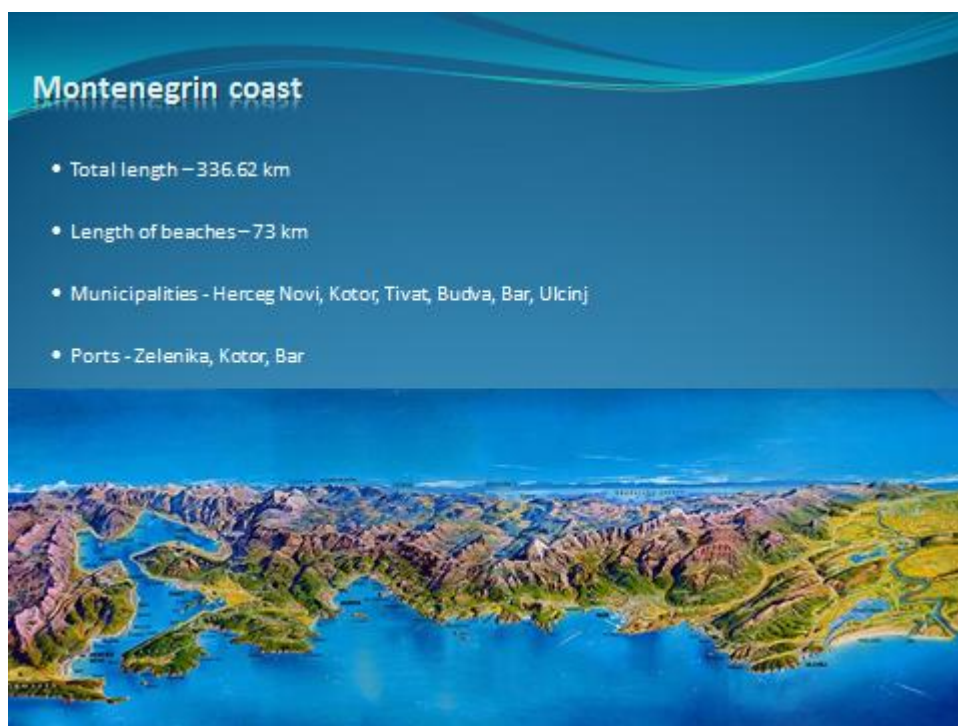 Montenegrin coast
• Total length – 336.62 km
• Length of beaches – 73 km
• Municipalities - Herceg Novi, Kotor, Tivat, Budva, Bar, Ulcinj
• Ports - Zelenika, Kotor, Bar